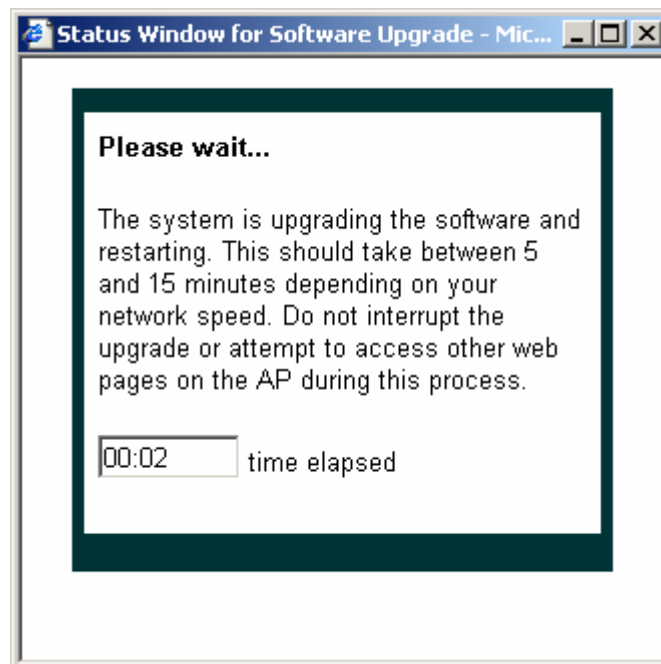 Status Window for Software Upgrade - Mic...
Please wait...
The system is upgrading the software and
restarting. This should take between 5
and 15 minutes depending on your
network speed. Do not interrupt the
upgrade or attempt to access other web
pages on the AP during this process.
00:02 time elapsed